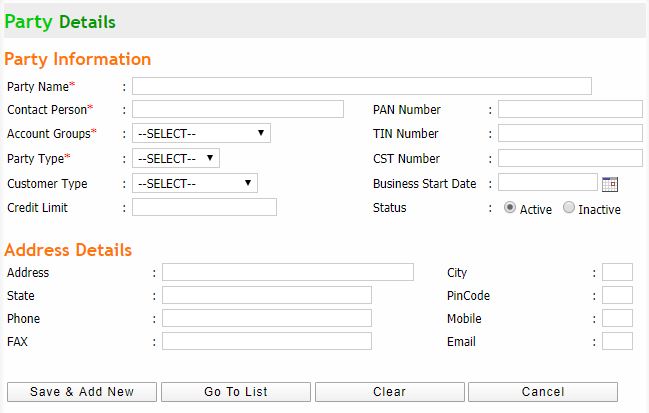 Party Details
Party Information
Party Name* :
Contact Person* : PAN Number :
Account Groups* : --SELECT-- TIN Number :
Party Type* : --SELECT-- CST Number :
Customer Type : --SELECT-- Business Start Date :
Credit Limit : Status : Active Inactive
Address Details
Address : City :
State : PinCode :
Phone : Mobile :
FAX : Email :
Save & Add New Go To List Clear Cancel